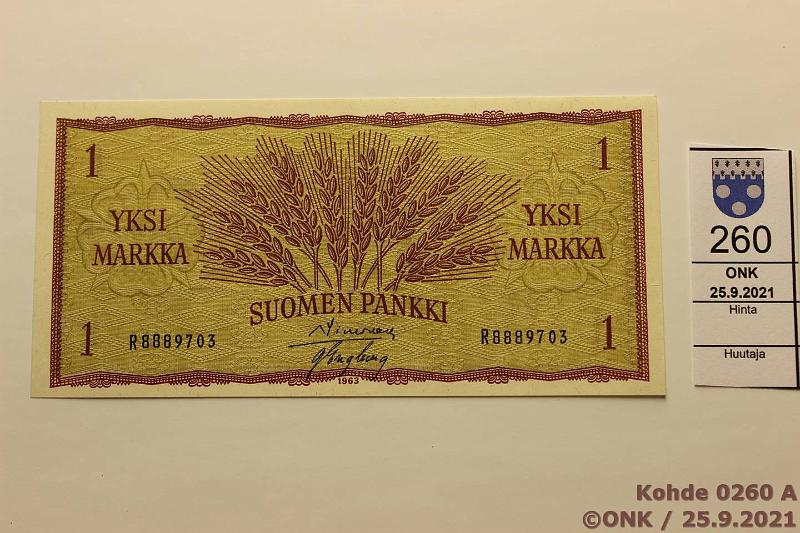 1
1
YKSI
MARKKA
YKSI
MARKKA
SUOMEN PANKKI
1
R8889703
R8889703
1
1963
260
ONK
25.9.2021
Hinta
Huutaja
Kohde 0260 A
©ONK / 25.9.2021